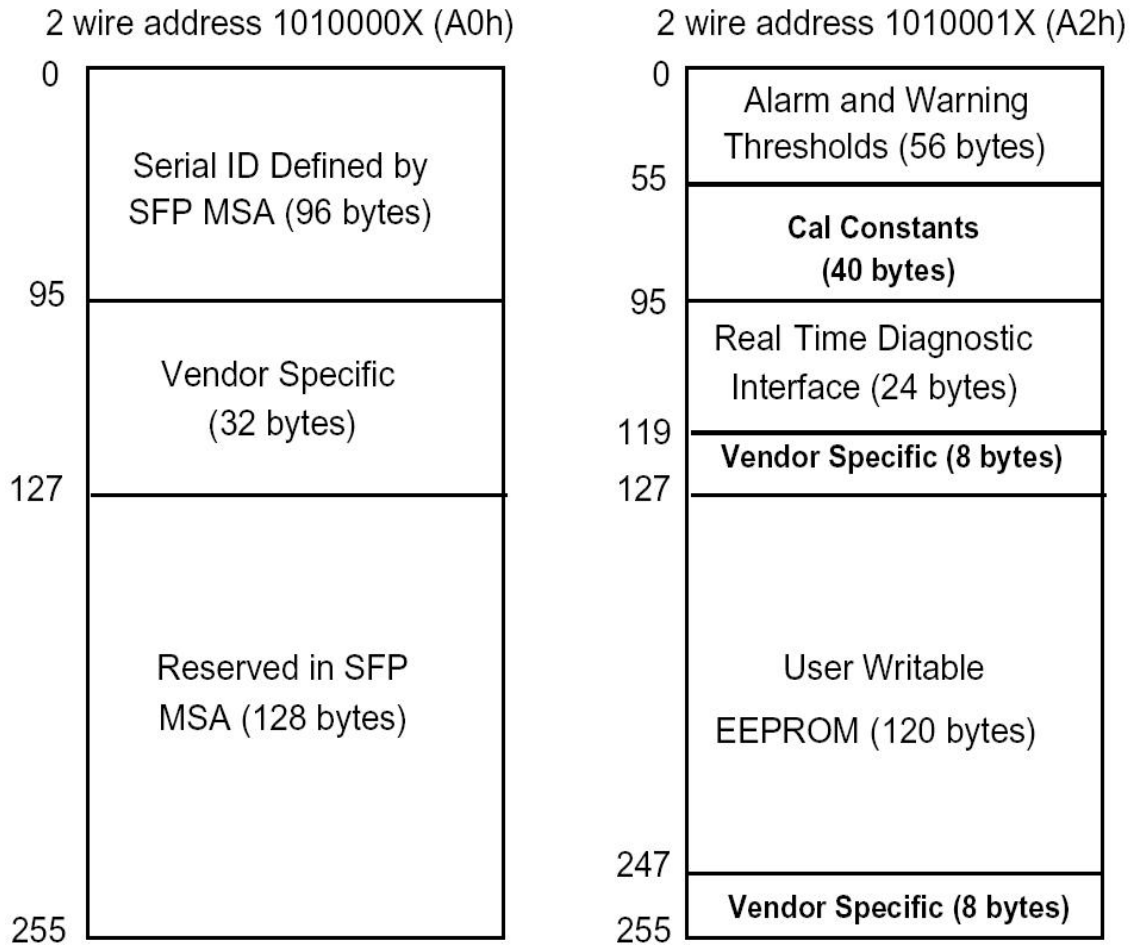 2 wire address 1010000X (A0h)
0
Serial ID Defined by
SFP MSA (96 bytes)
95
Vendor Specific
(32 bytes)
127
Reserved in SFP
MSA (128 bytes)
255
2 wire address 1010001X (A2h)
0
Alarm and Warning
Thresholds (56 bytes)
55
Cal Constants
(40 bytes)
95
Real Time Diagnostic
Interface (24 bytes)
119
Vendor Specific (8 bytes)
127
User Writable
EEPROM (120 bytes)
247
Vendor Specific (8 bytes)
255